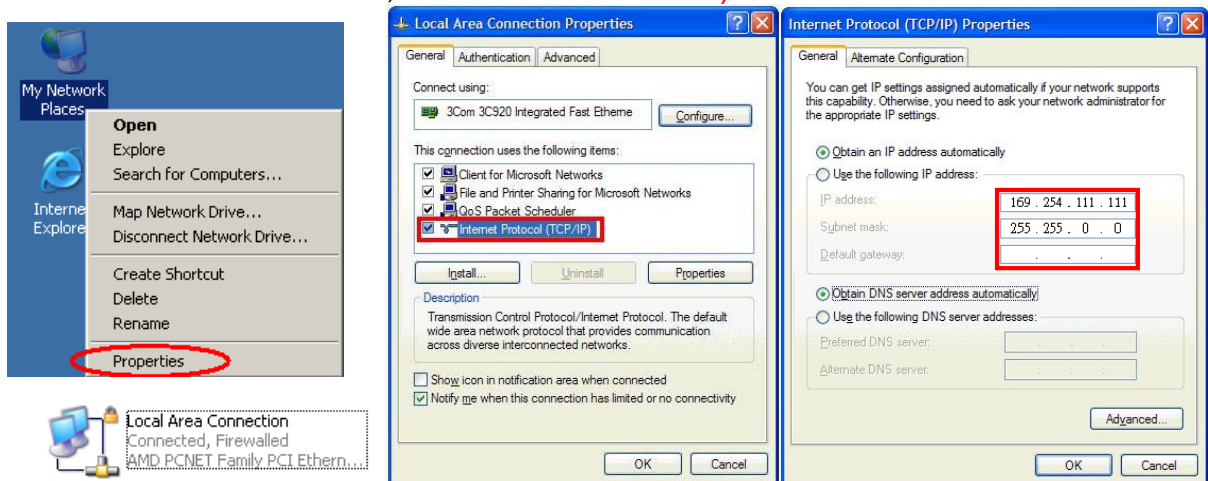 My Network
Places
Open
Explore
Search for Computers...
Map Network Drive...
Disconnect Network Drive...
Create Shortcut
Delete
Rename
Properties
Interne
Explore
Local Area Connection
Connected, Firewalled
AMD PCNET Family PCI Ethern...
Local Area Connection Properties
General Authentication Advanced
Connect using:
3Com 3C920 Integrated Fast Etherne
Configure...
This connection uses the following items:
Client for Microsoft Networks
File and Printer Sharing for Microsoft Networks
QoS Packet Scheduler
Internet Protocol (TCP/IP)
Install... Uninstall Properties
Description
Transmission Control Protocol/Internet Protocol. The default
wide area network protocol that provides communication
across diverse interconnected networks.
Show icon in notification area when connected
Notify me when this connection has limited or no connectivity
OK Cancel
Internet Protocol (TCP/IP) Properties
General Alternate Configuration
You can get IP settings assigned automatically if your network supports
this capability. Otherwise, you need to ask your network administrator for
the appropriate IP settings.
Obtain an IP address automatically
Use the following IP address:
IP address: 169 . 254 . 111 . 111
Subnet mask: 255 . 255 . 0 . 0
Default gateway: . . .
Obtain DNS server address automatically
Use the following DNS server addresses:
Preferred DNS server: . . .
Alternate DNS server: . . .
Advanced...
OK Cancel